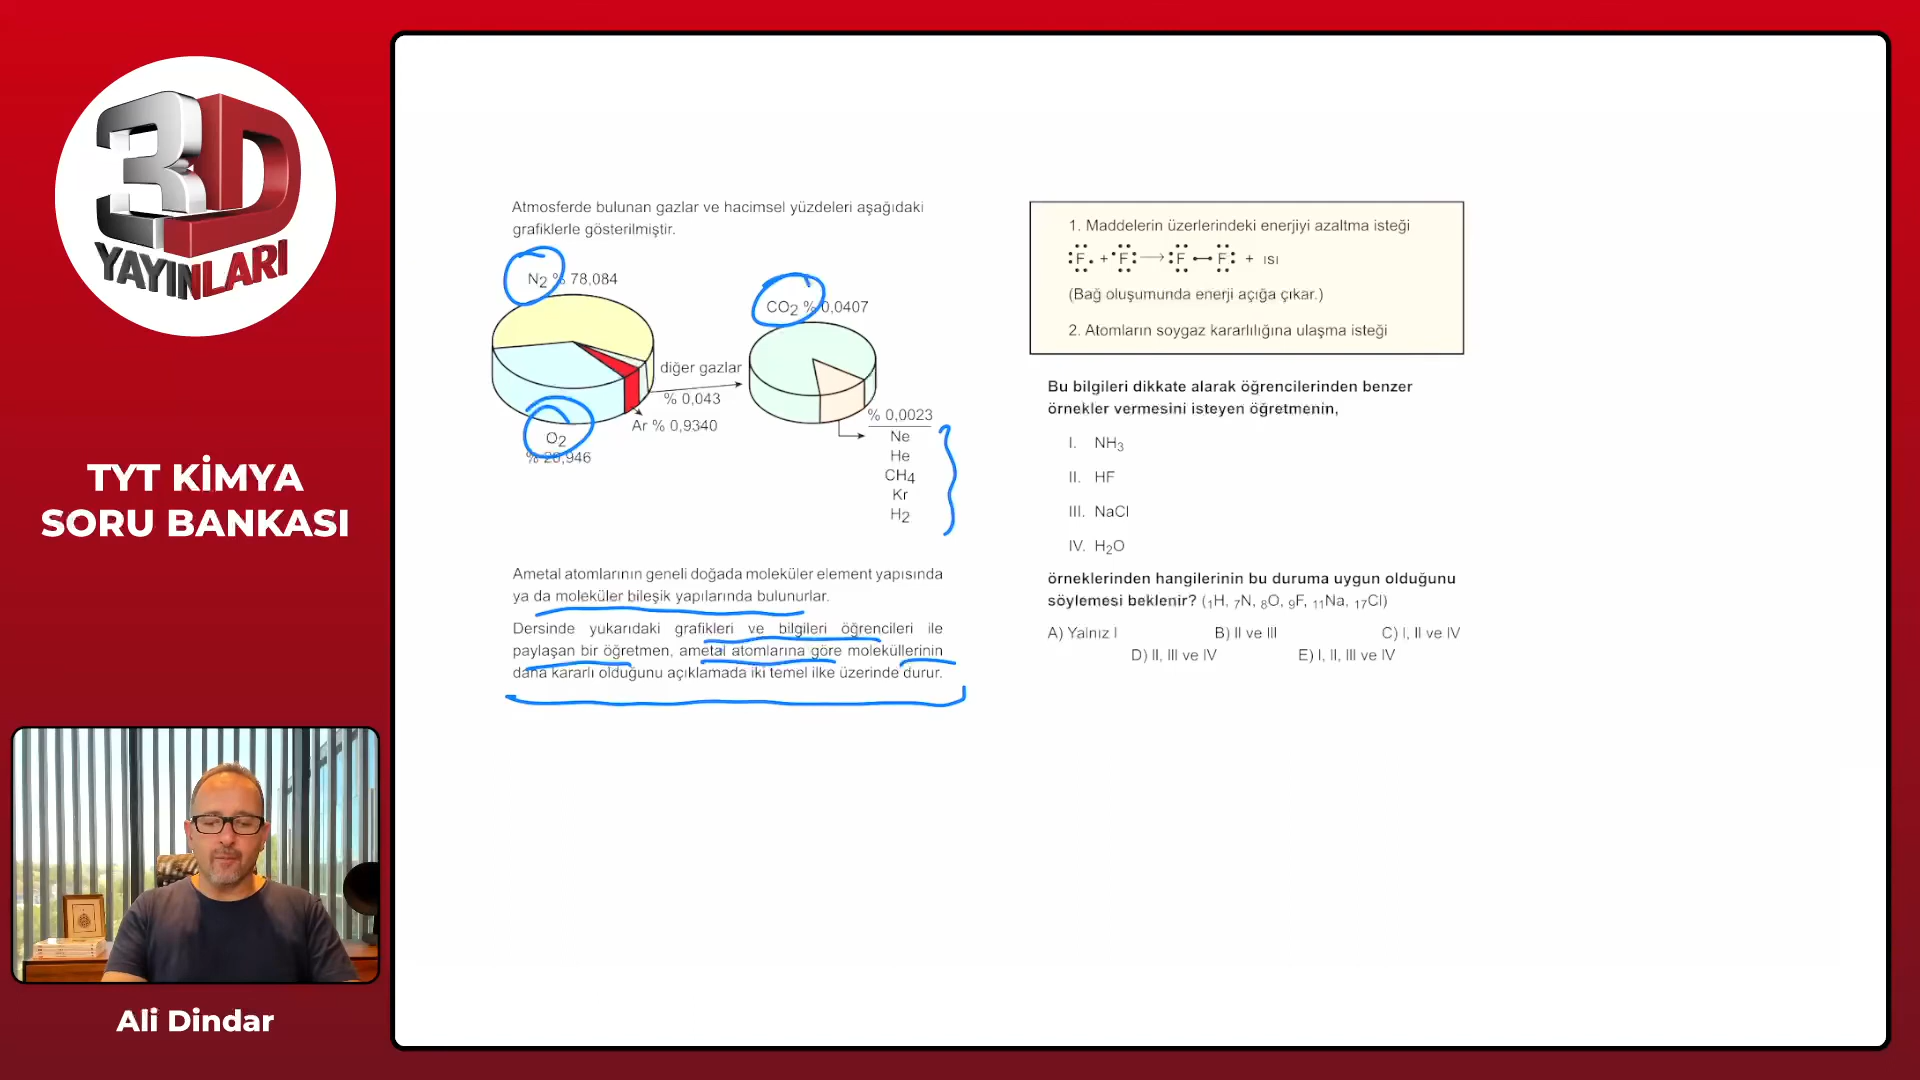 3D
YAYINLARI
TYT KİMYA
SORU BANKASI
Ali Dindar
Atmosferde bulunan gazlar ve hacimsel yüzdeleri aşağıdaki
grafiklerle gösterilmiştir.
N2 % 78,084
CO2 % 0,0407
diğer gazlar
% 0,043
Ar % 0,9340
O2
% 20,946
% 0,0023
Ne
He
CH4
Kr
H2
Ametal atomlarının geneli doğada moleküler element yapısında
ya da moleküler bileşik yapılarında bulunurlar.
Dersinde yukarıdaki grafikleri ve bilgileri öğrencileri ile
paylaşan bir öğretmen, ametal atomlarına göre moleküllerinin
daha kararlı olduğunu açıklamada iki temel ilke üzerinde durur.
1. Maddelerin üzerlerindeki enerjiyi azaltma isteği
F + F → F — F + ısı
(Bağ oluşumunda enerji açığa çıkar.)
2. Atomların soygaz kararlılığına ulaşma isteği
Bu bilgileri dikkate alarak öğrencilerinden benzer
örnekler vermesini isteyen öğretmenin,
I. NH3
II. HF
III. NaCl
IV. H2O
örneklerinden hangilerinin bu duruma uygun olduğunu
söylemesi beklenir? (1H, 7N, 8O, 9F, 11Na, 17Cl)
A) Yalnız I B) II ve III C) I, II ve IV
D) II, III ve IV E) I, II, III ve IV